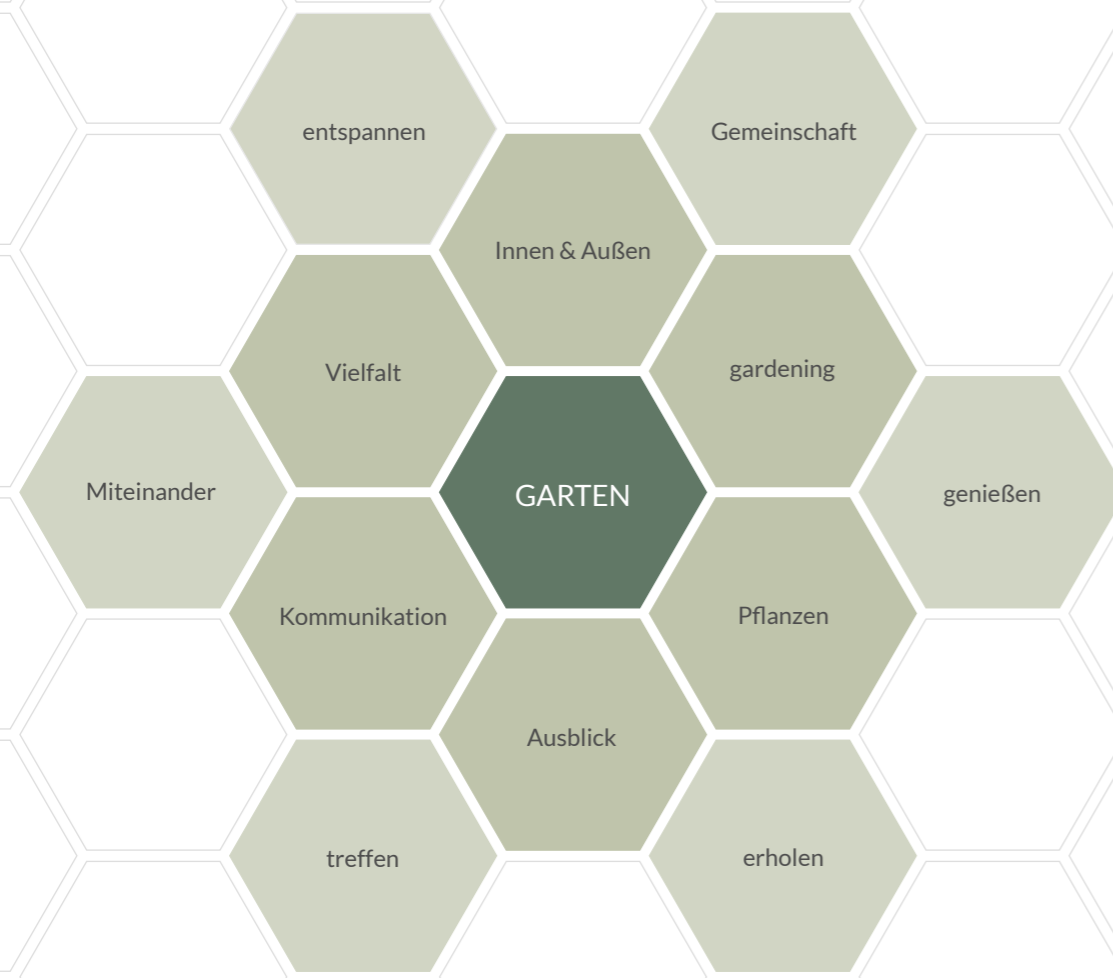 entspannen
Gemeinschaft
Innen & Außen
Vielfalt
gardening
Miteinander
GARTEN
genießen
Kommunikation
Pflanzen
Ausblick
treffen
erholen